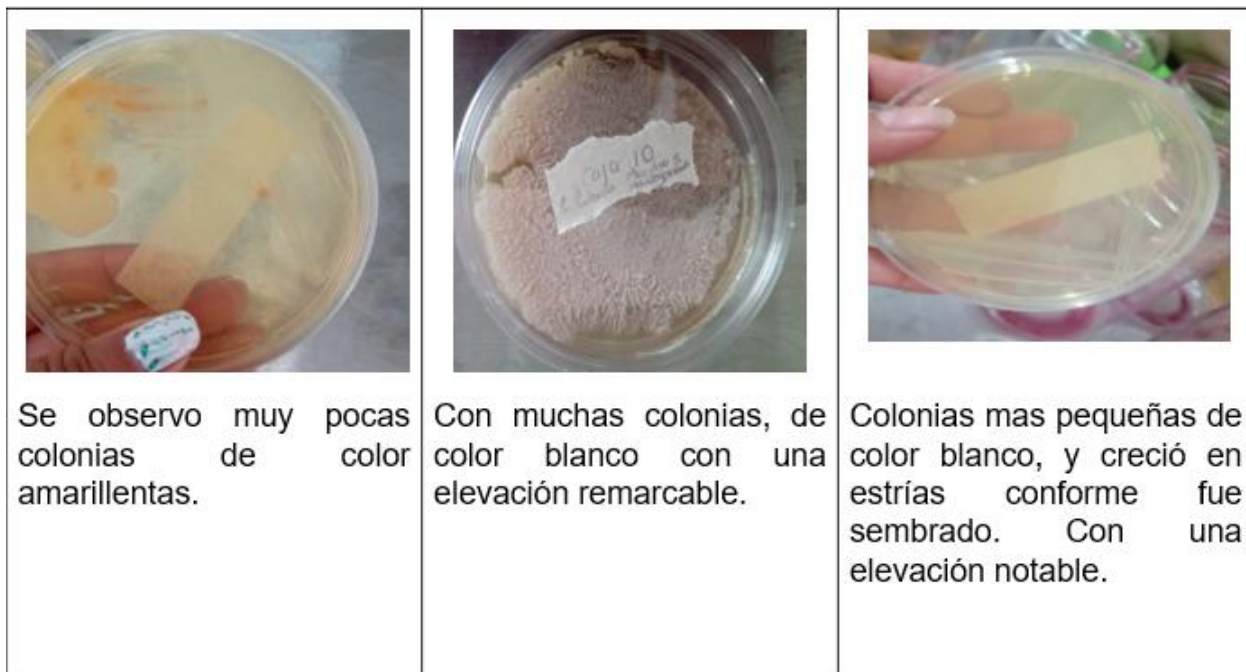 Caja 10
Se observo muy pocas
colonias de color
amarillentas.
Con muchas colonias, de
color blanco con una
elevación remarcable.
Colonias mas pequeñas de
color blanco, y creció en
estrías conforme fue
sembrado. Con una
elevación notable.